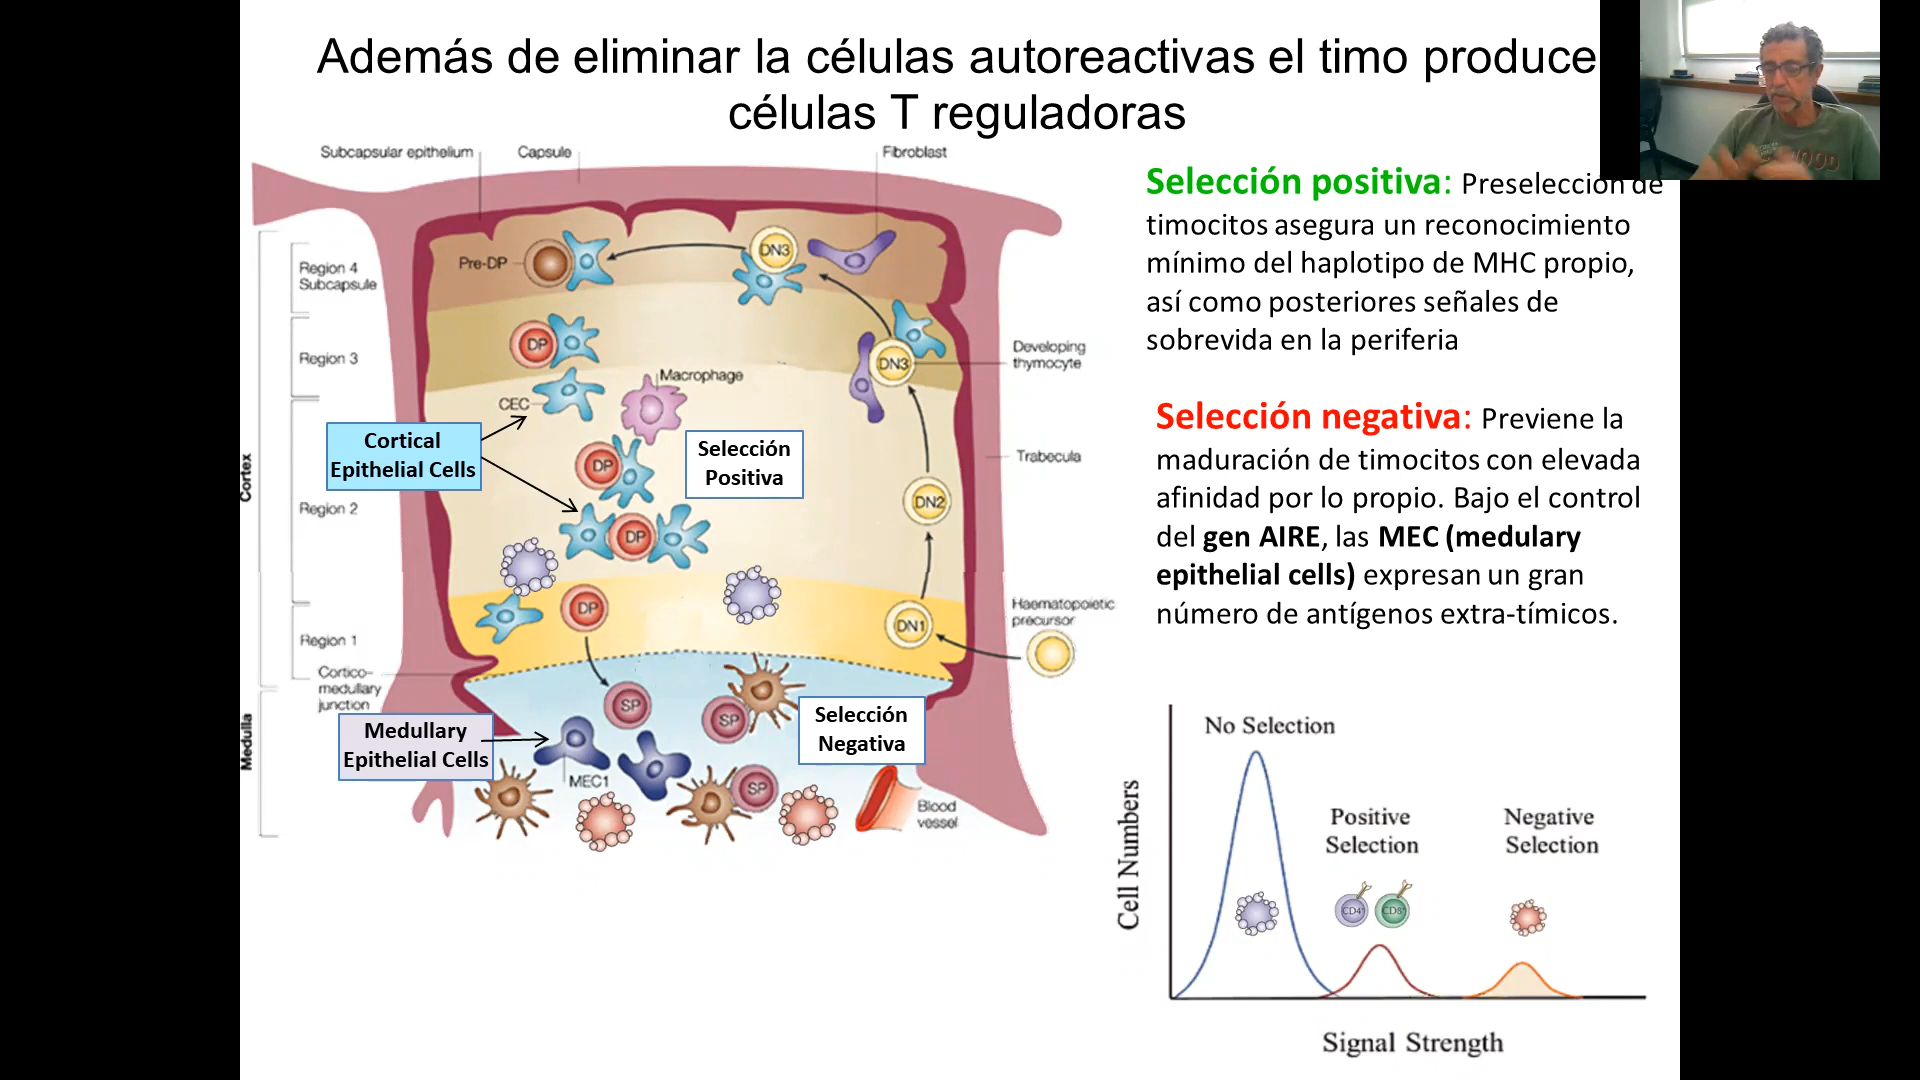 Además de eliminar la células autoreactivas el timo produce
células T reguladoras
Subcapsular epithelium
Capsule
Fibroblast
Selección positiva: Preselección de
timocitos asegura un reconocimiento
mínimo del haplotipo de MHC propio,
así como posteriores señales de
sobrevida en la periferia
Selección negativa: Previene la
maduración de timocitos con elevada
afinidad por lo propio. Bajo el control
del gen AIRE, las MEC (medulary
epithelial cells) expresan un gran
número de antígenos extra-tímicos.
Cortex
Medulla
Region 4
Subcapsule
Region 3
Region 2
Region 1
Cortico-
medullary
junction
Pre-DP
DN3
DP
DN3
Developing
thymocyte
Macrophage
CEC
Cortical
Epithelial Cells
Selección
Positiva
DP
Trabecula
DN2
DP
DP
DN1
Haematopoietic
precursor
SP
SP
Selección
Negativa
Medullary
Epithelial Cells
MEC1
SP
Blood
vessel
Cell Numbers
No Selection
Positive
Selection
Negative
Selection
CD4+
CD8+
Signal Strength